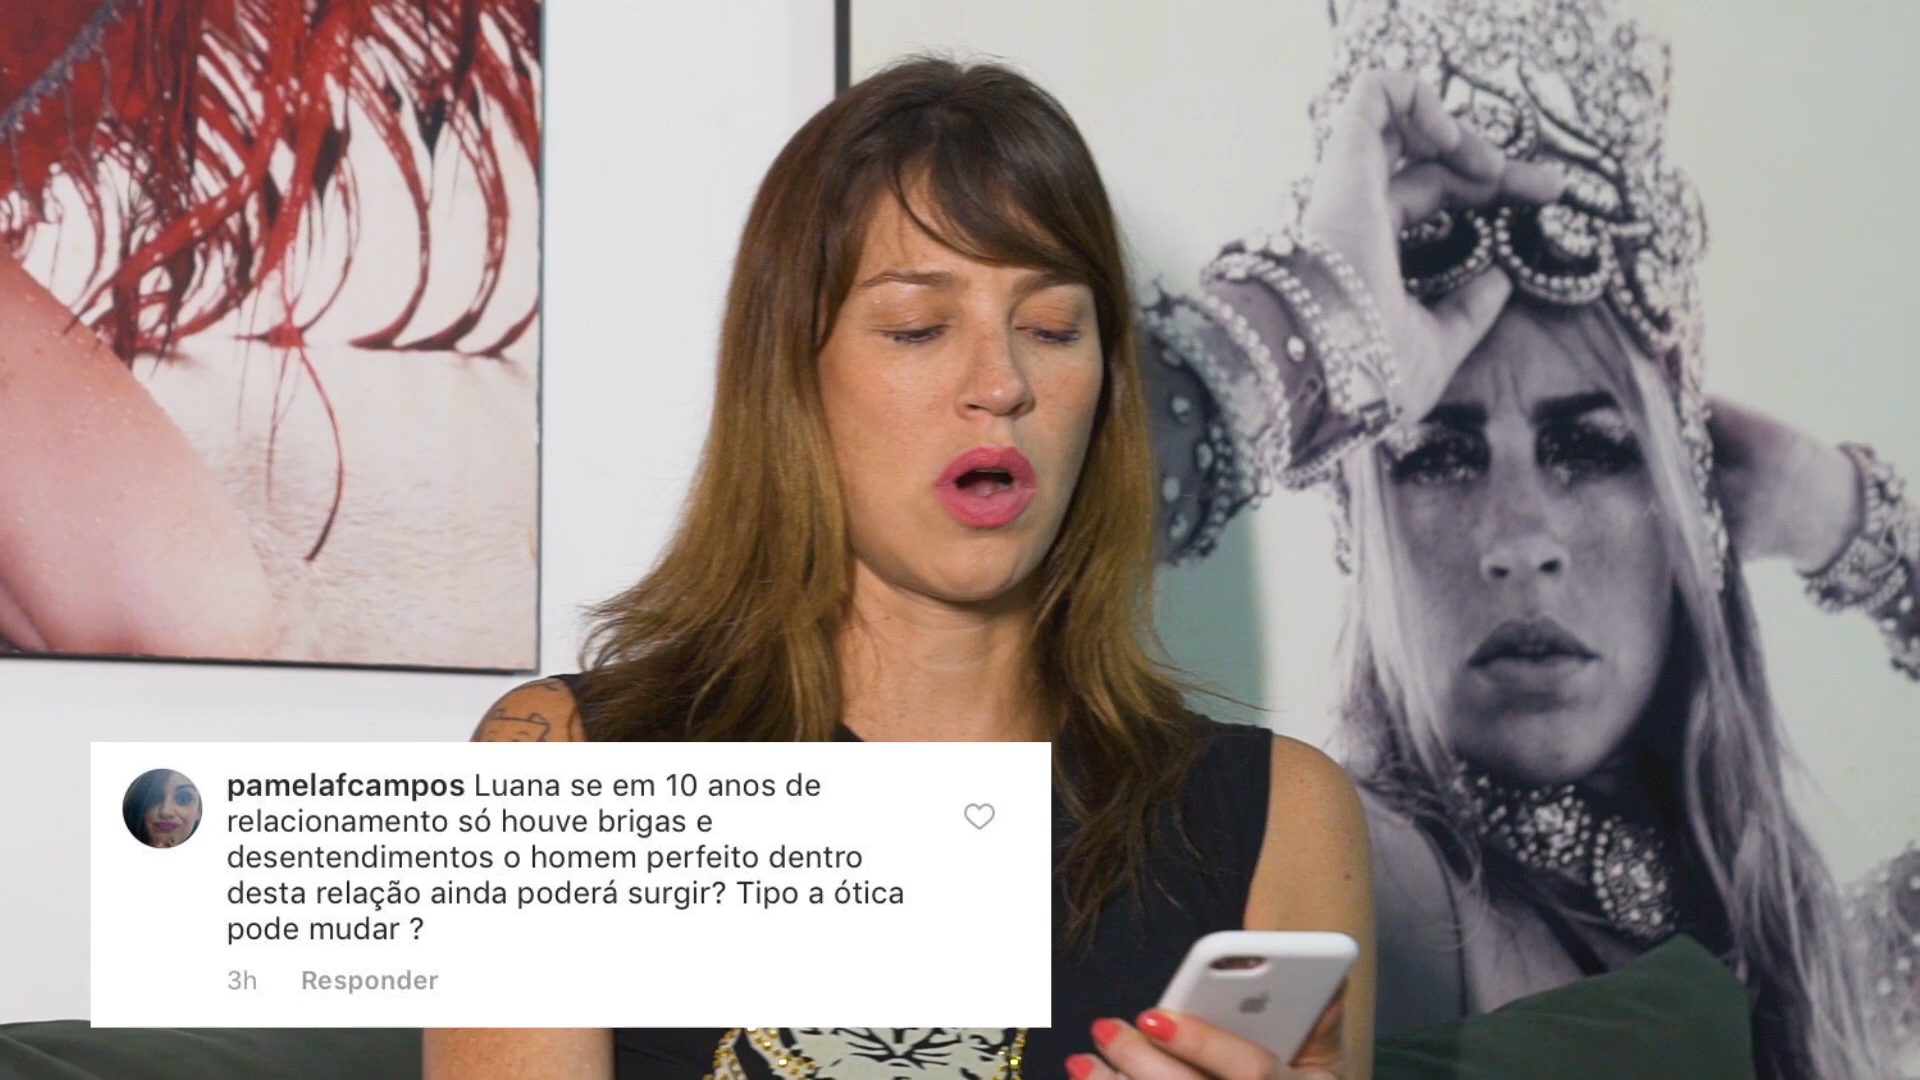 pamelafcampos Luana se em 10 anos de
relacionamento só houve brigas e
desentendimentos o homem perfeito dentro
desta relação ainda poderá surgir? Tipo a ótica
pode mudar ?
3h Responder